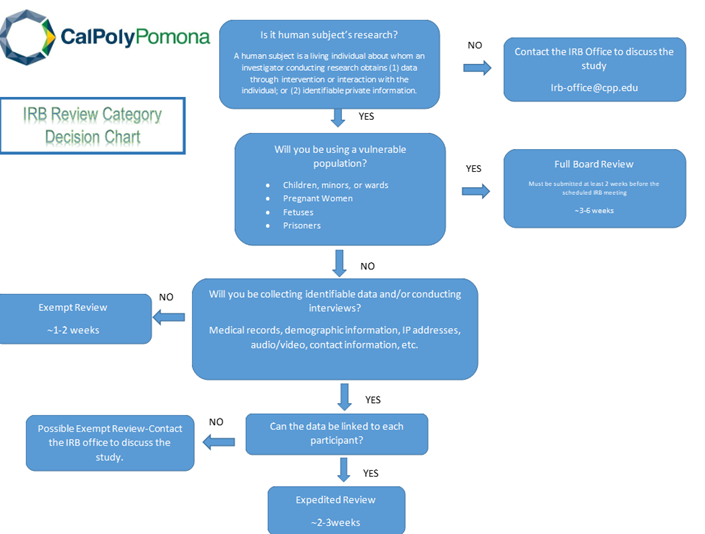 CalPolyPomona
IRB Review Category
Decision Chart
Is it human subject's research?
A human subject is a living individual about whom an
investigator conducting research obtains (1) data
through intervention or interaction with the
individual; or (2) identifiable private information.
NO
Contact the IRB Office to discuss the
study
Irb-office@cpp.edu
YES
Will you be using a vulnerable
population?
• Children, minors, or wards
• Pregnant Women
• Fetuses
• Prisoners
YES
Full Board Review
Must be submitted at least 2 weeks before the
scheduled IRB meeting
~3-6 weeks
NO
Will you be collecting identifiable data and/or conducting
interviews?
Medical records, demographic information, IP addresses,
audio/video, contact information, etc.
NO
Exempt Review
~1-2 weeks
YES
Can the data be linked to each
participant?
NO
Possible Exempt Review-Contact
the IRB office to discuss the
study.
YES
Expedited Review
~2-3weeks